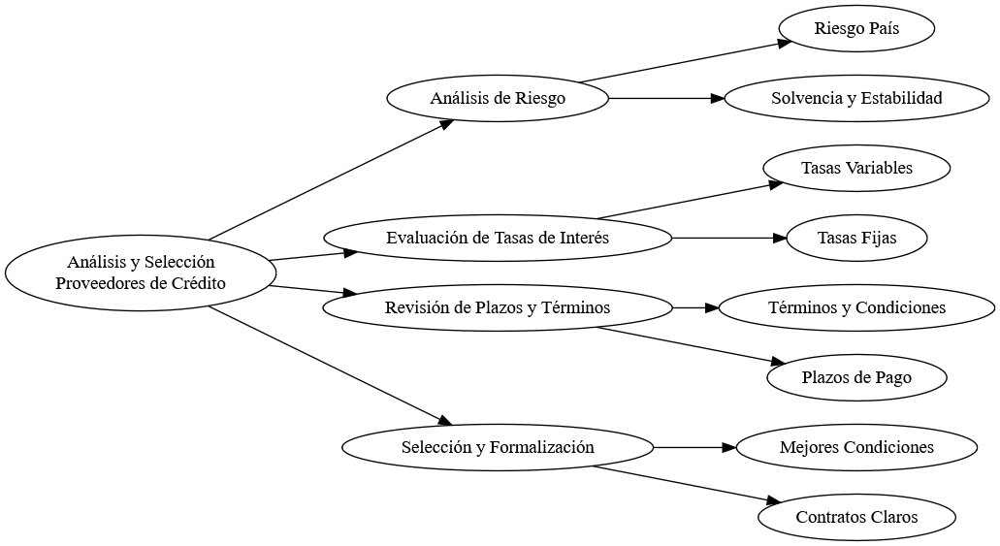 Análisis y Selección
Proveedores de Crédito
Análisis de Riesgo
Riesgo País
Solvencia y Estabilidad
Evaluación de Tasas de Interés
Tasas Variables
Tasas Fijas
Revisión de Plazos y Términos
Términos y Condiciones
Plazos de Pago
Selección y Formalización
Mejores Condiciones
Contratos Claros